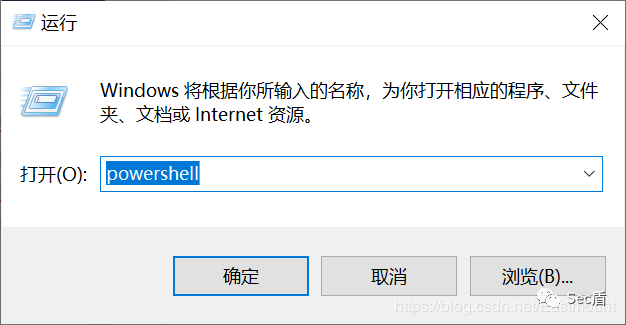 运行
Windows 将根据你所输入的名称，为你打开相应的程序、文件
夹、文档或 Internet 资源。
打开(O):
powershell
确定
取消
浏览(B)...
Sec盾
https://blog.csdn.net/Eastmount